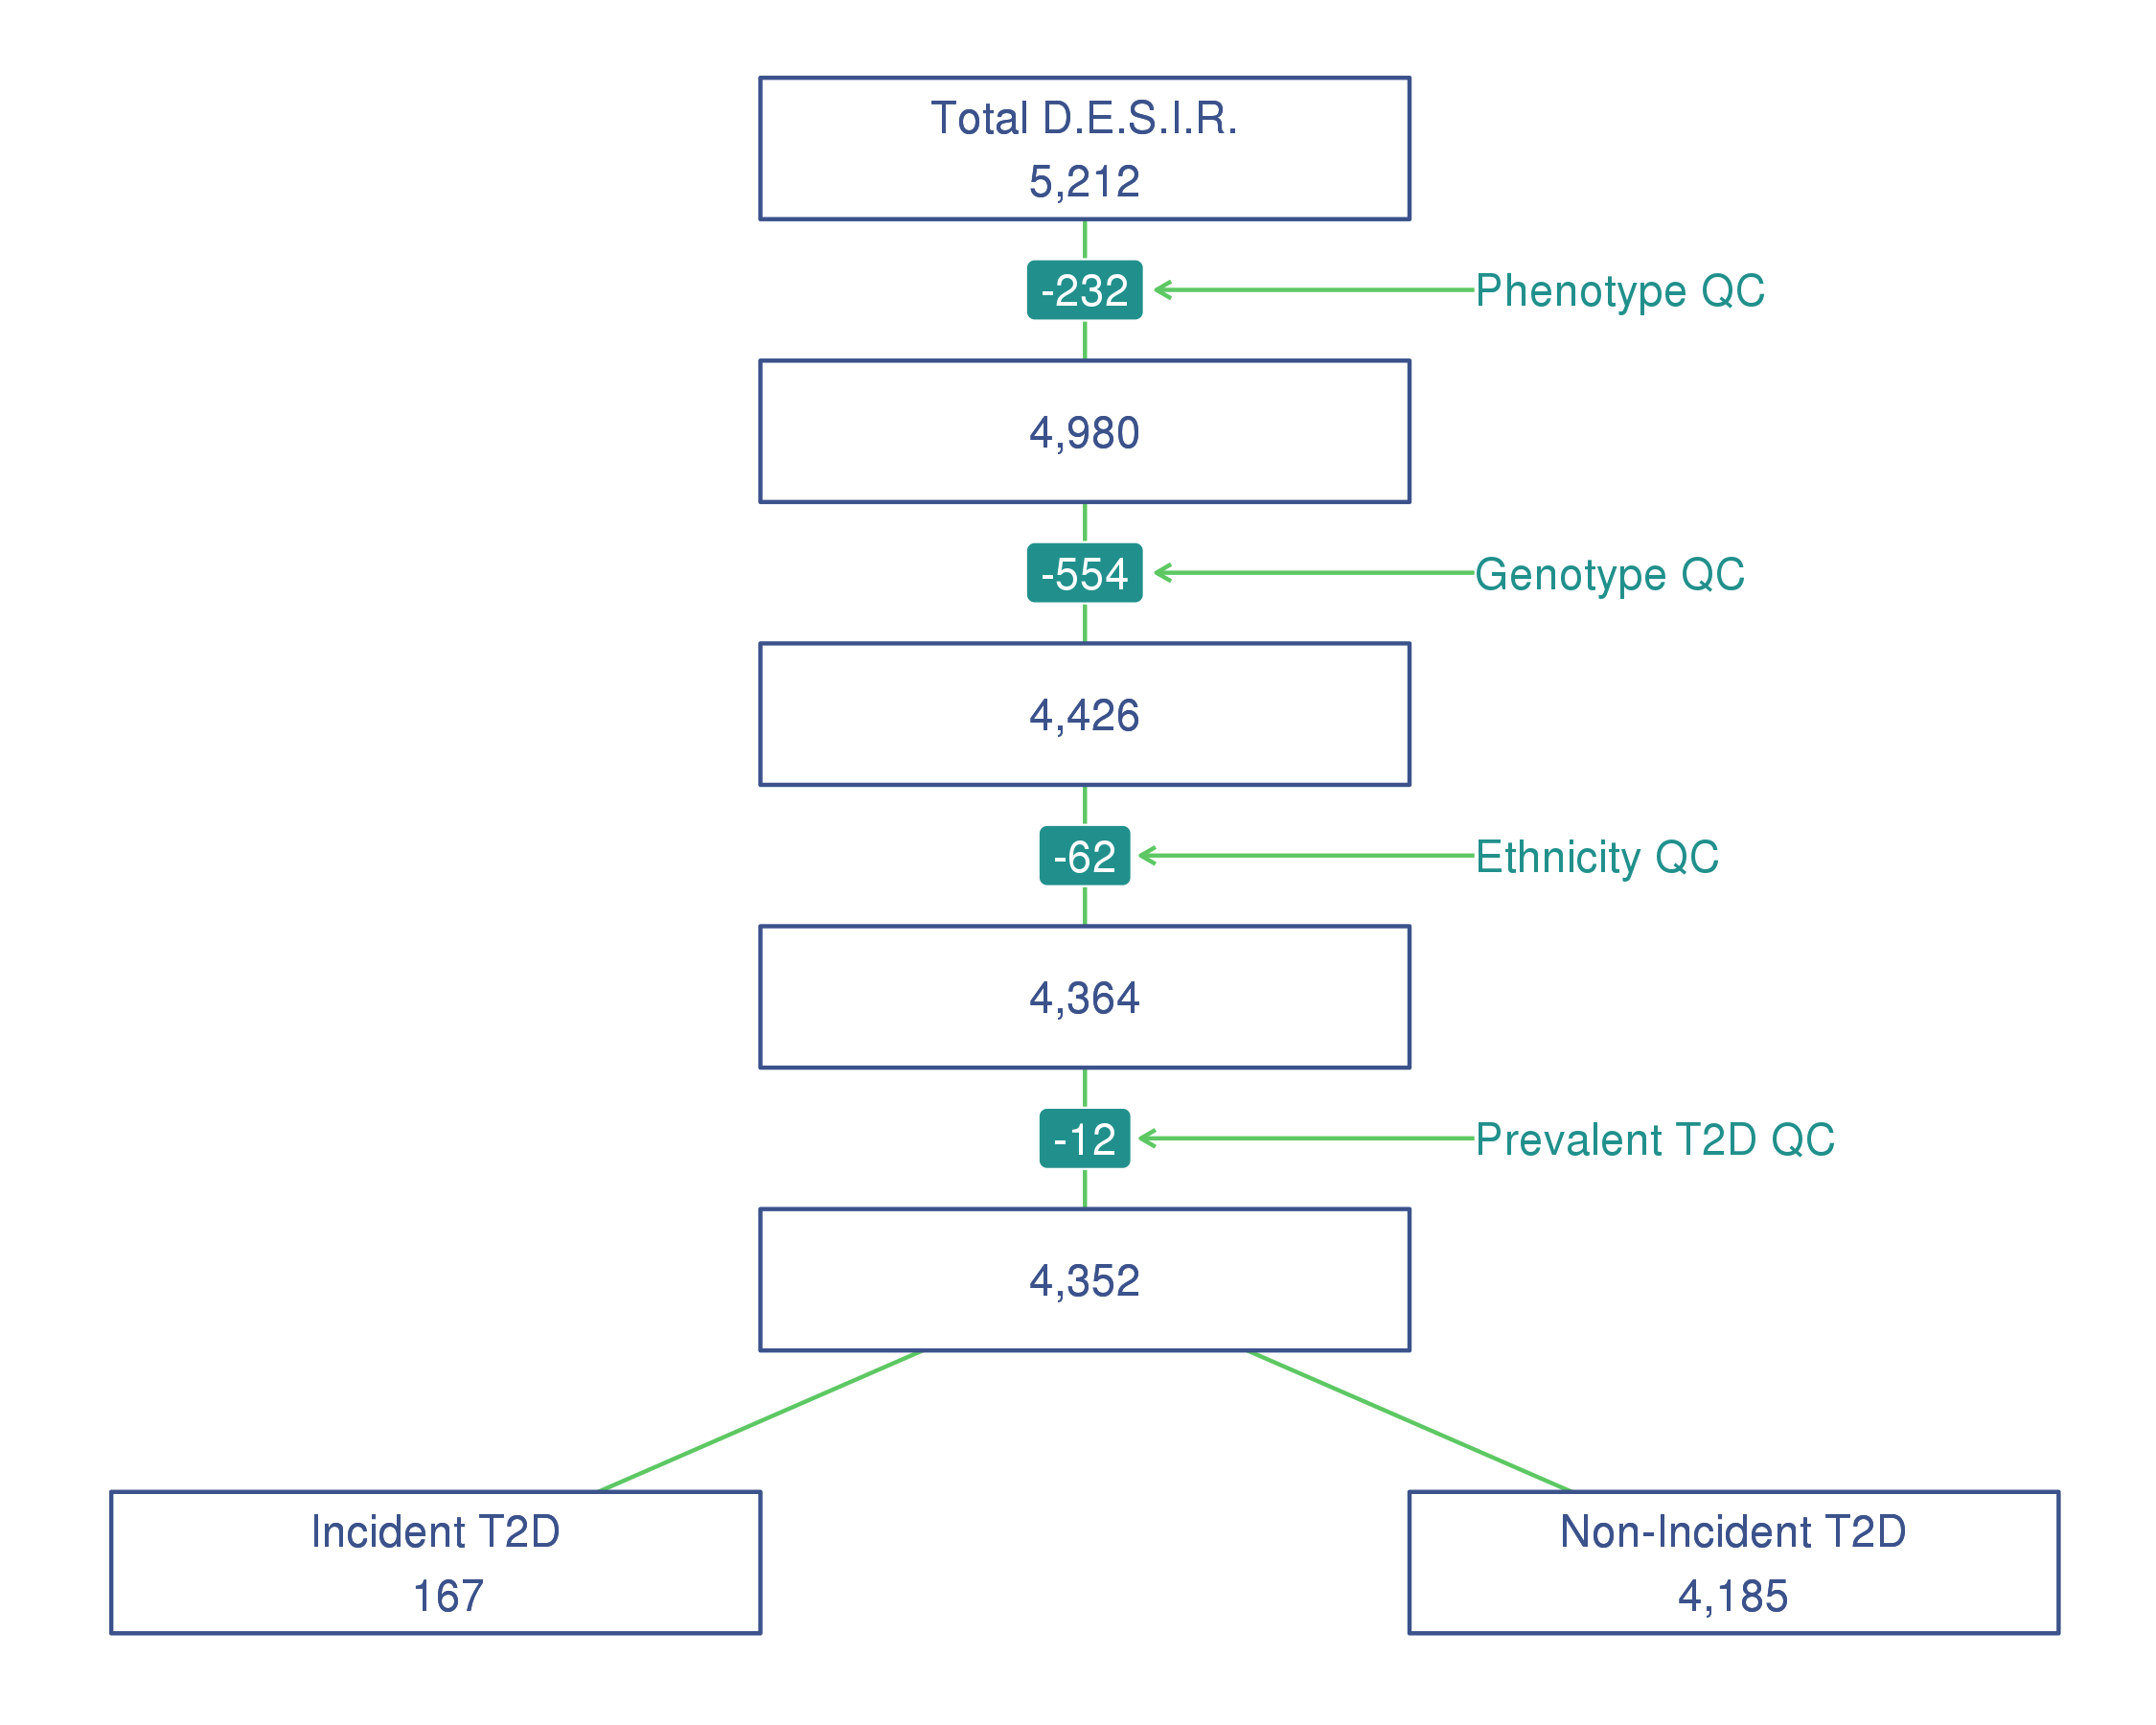 Total D.E.S.I.R.
5,212
-232
Phenotype QC
4,980
-554
Genotype QC
4,426
-62
Ethnicity QC
4,364
-12
Prevalent T2D QC
4,352
Incident T2D
167
Non-Incident T2D
4,185